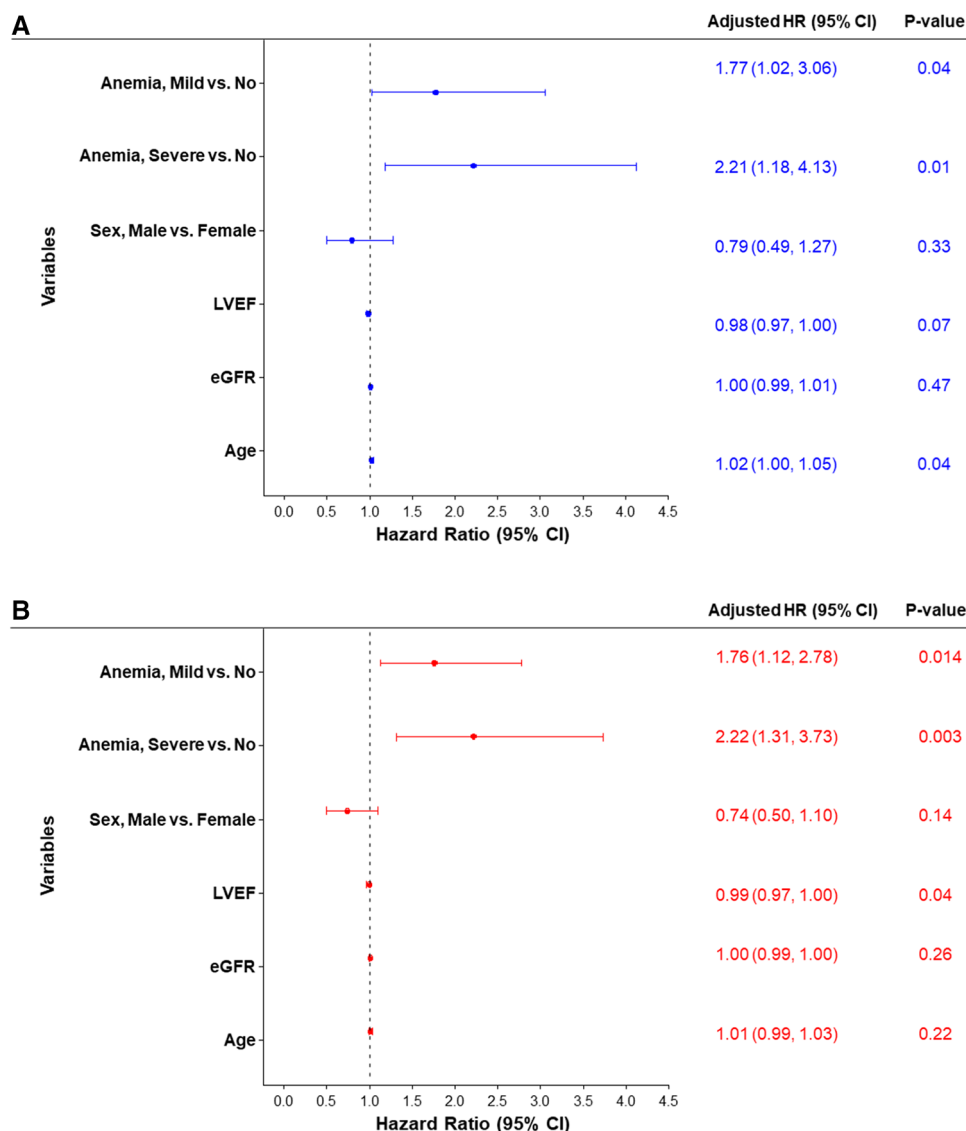 A
Adjusted HR (95% CI) P-value
Anemia, Mild vs. No 1.77 (1.02, 3.06) 0.04
Anemia, Severe vs. No 2.21 (1.18, 4.13) 0.01
Sex, Male vs. Female 0.79 (0.49, 1.27) 0.33
LVEF 0.98 (0.97, 1.00) 0.07
eGFR 1.00 (0.99, 1.01) 0.47
Age 1.02 (1.00, 1.05) 0.04
Variables
0.0 0.5 1.0 1.5 2.0 2.5 3.0 3.5 4.0 4.5
Hazard Ratio (95% CI)
B
Adjusted HR (95% CI) P-value
Anemia, Mild vs. No 1.76 (1.12, 2.78) 0.014
Anemia, Severe vs. No 2.22 (1.31, 3.73) 0.003
Sex, Male vs. Female 0.74 (0.50, 1.10) 0.14
LVEF 0.99 (0.97, 1.00) 0.04
eGFR 1.00 (0.99, 1.00) 0.26
Age 1.01 (0.99, 1.03) 0.22
Variables
0.0 0.5 1.0 1.5 2.0 2.5 3.0 3.5 4.0 4.5
Hazard Ratio (95% CI)